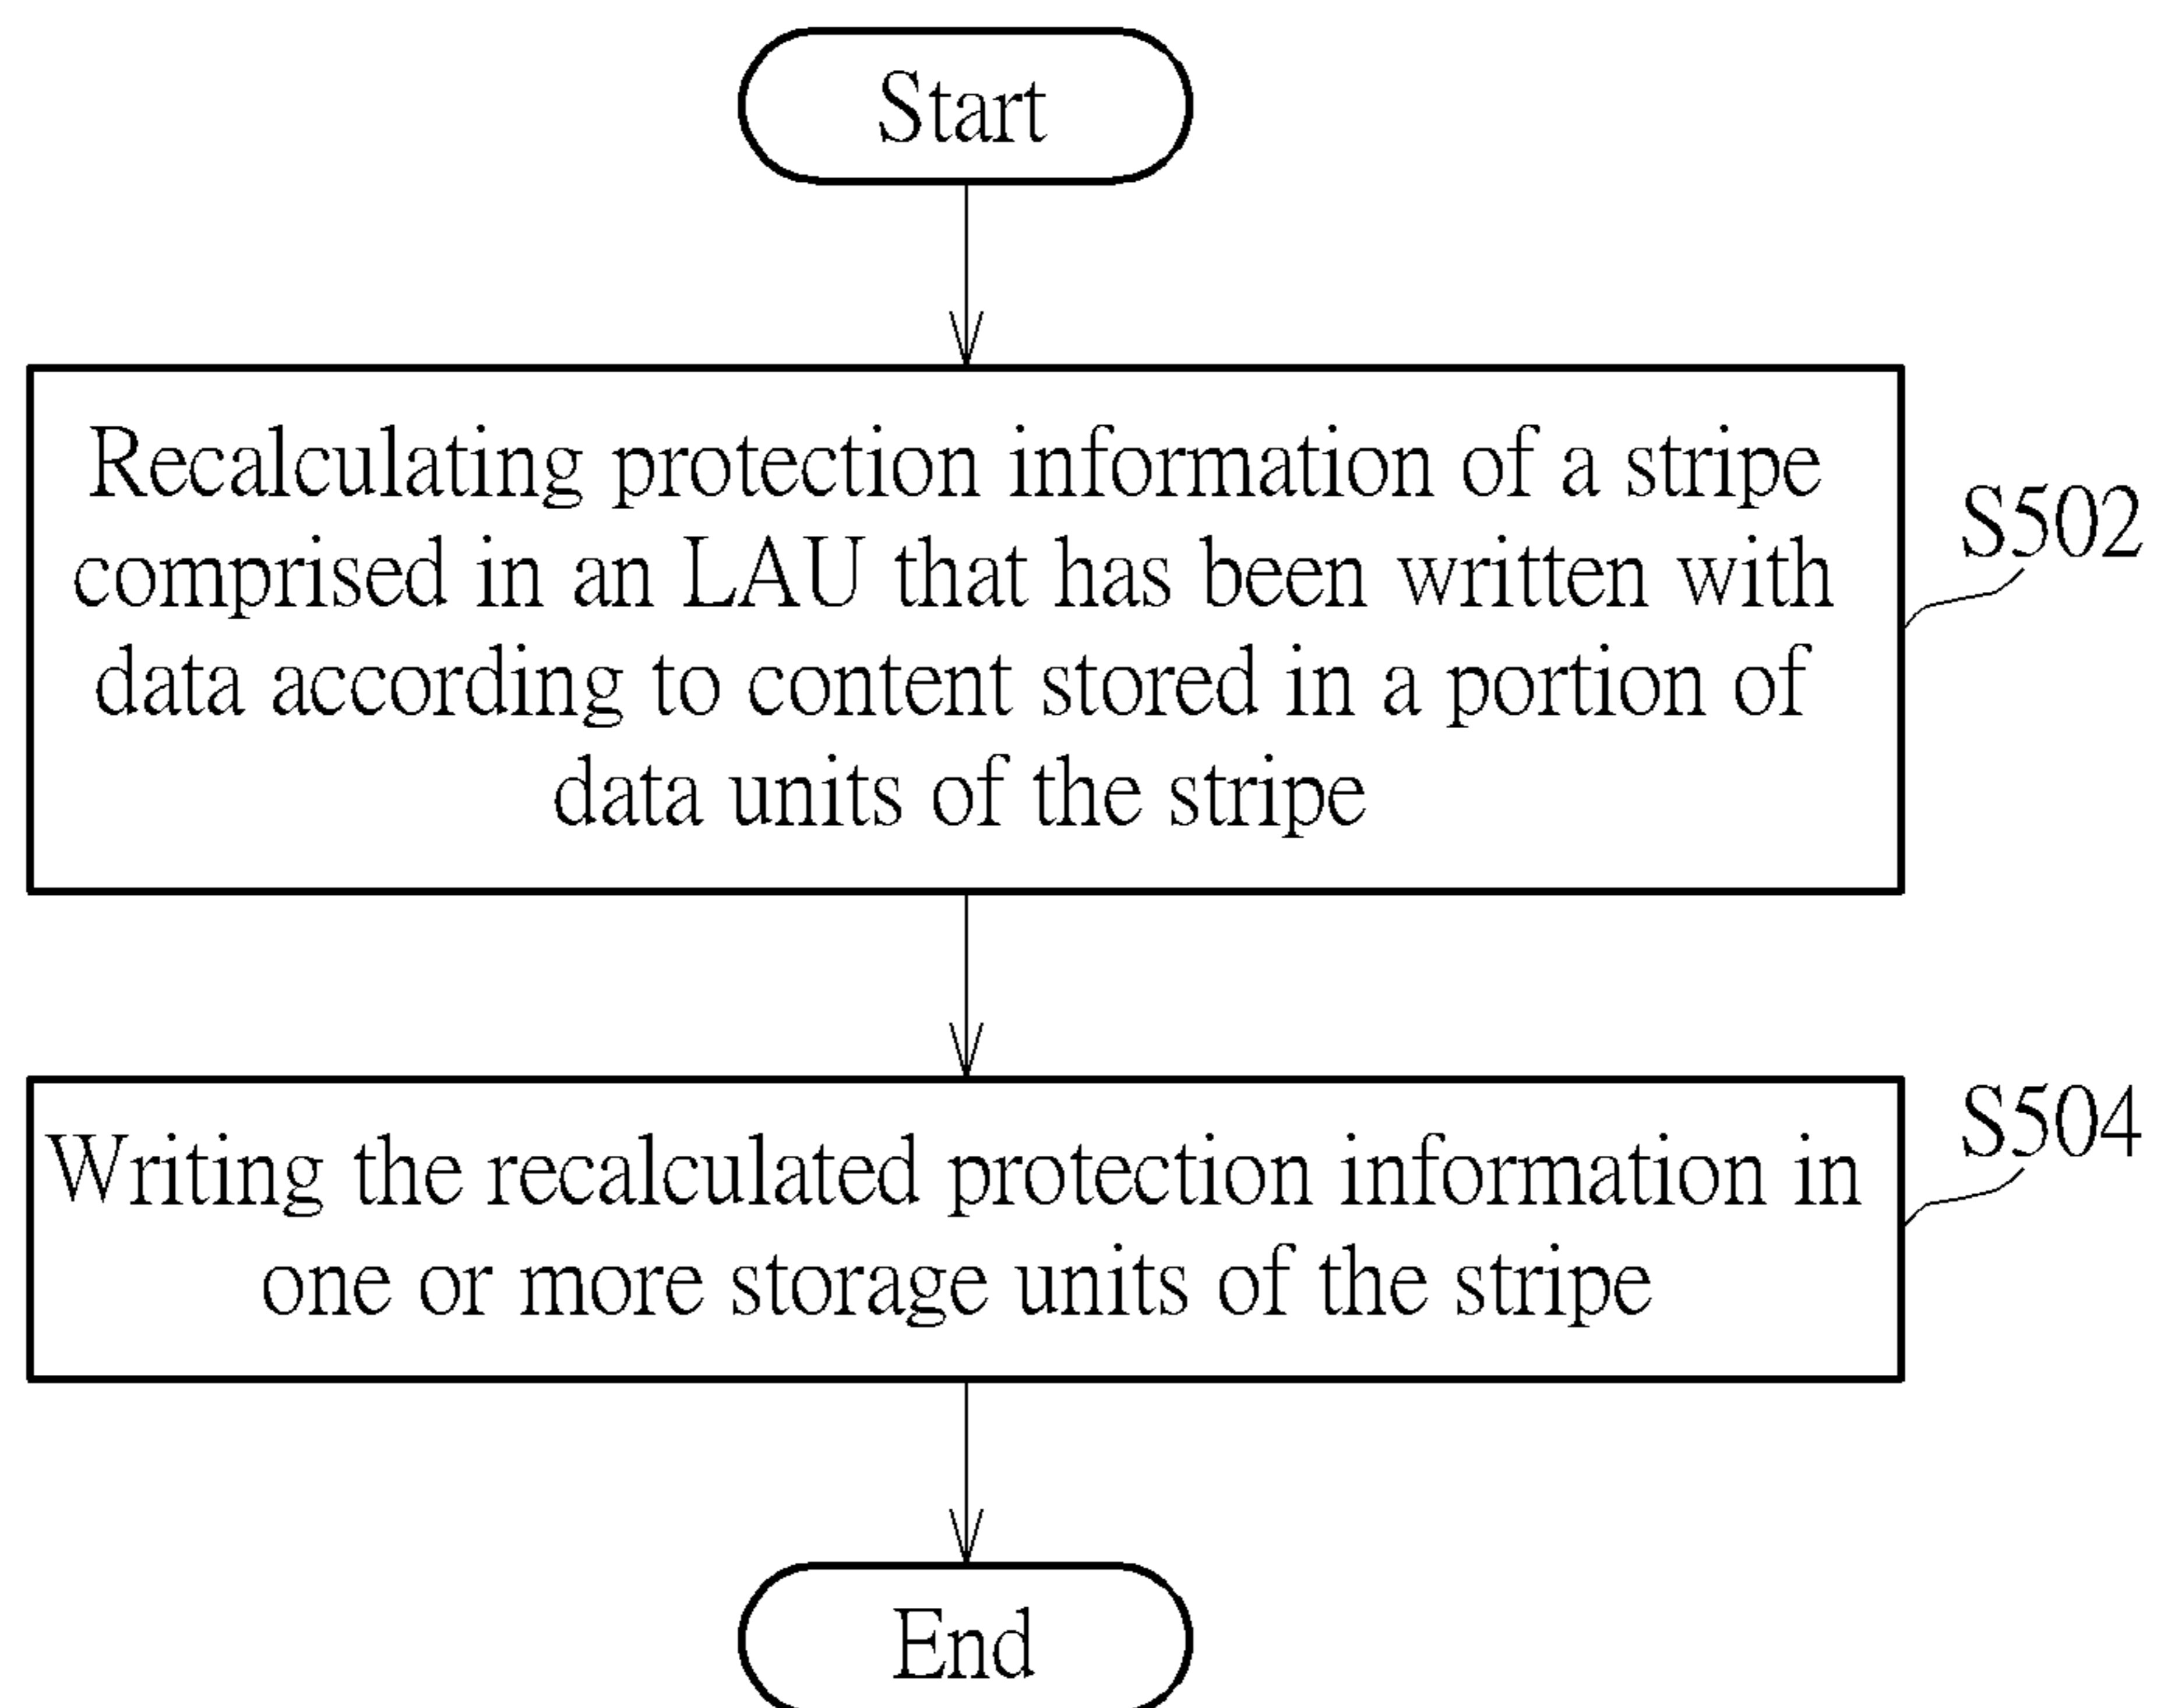 Start
Recalculating protection information of a stripe
comprised in an LAU that has been written with
data according to content stored in a portion of
data units of the stripe
S502
Writing the recalculated protection information in
one or more storage units of the stripe
S504
End